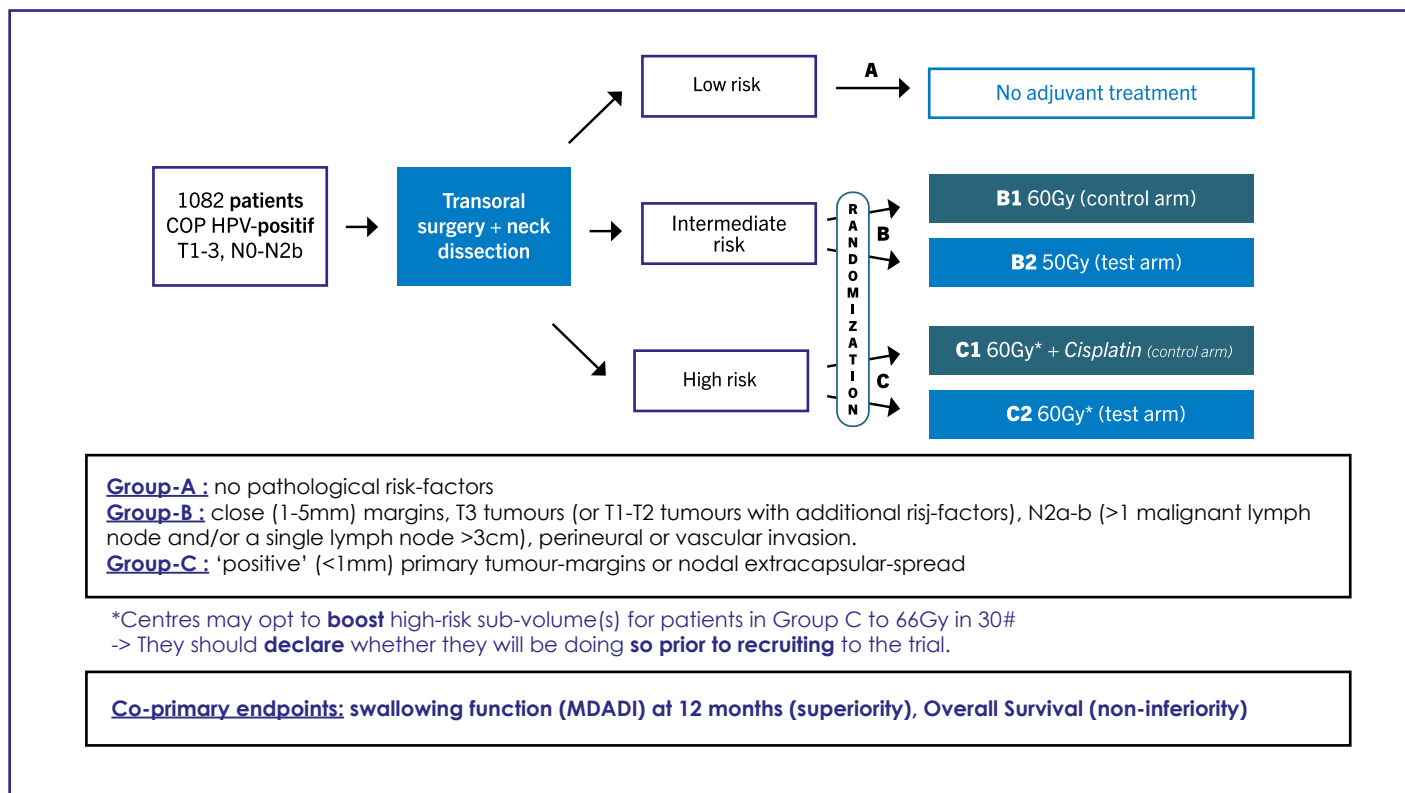 Low risk
A
No adjuvant treatment
1082 patients
COP HPV-positif
T1-3, N0-N2b
Transoral
surgery + neck
dissection
Intermediate
risk
RANDOMIZATION
B
B1 60Gy (control arm)
B2 50Gy (test arm)
High risk
C
C1 60Gy* + Cisplatin (control arm)
C2 60Gy* (test arm)
Group-A : no pathological risk-factors
Group-B : close (1-5mm) margins, T3 tumours (or T1-T2 tumours with additional risj-factors), N2a-b (>1 malignant lymph
node and/or a single lymph node >3cm), perineural or vascular invasion.
Group-C : ‘positive’ (<1mm) primary tumour-margins or nodal extracapsular-spread
*Centres may opt to boost high-risk sub-volume(s) for patients in Group C to 66Gy in 30#
-> They should declare whether they will be doing so prior to recruiting to the trial.
Co-primary endpoints: swallowing function (MDADI) at 12 months (superiority), Overall Survival (non-inferiority)